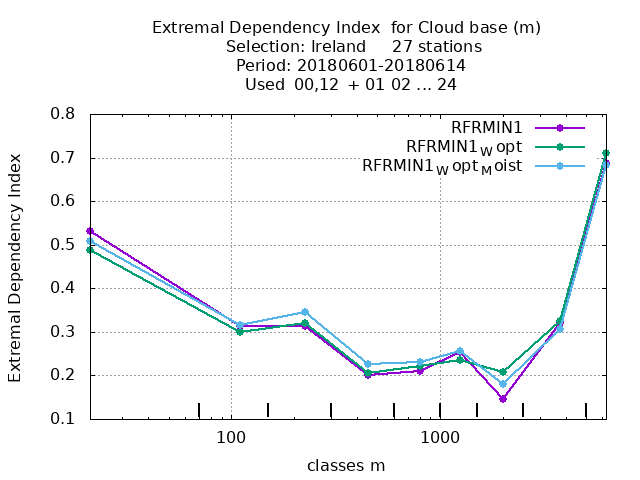 Extremal Dependency Index  for Cloud base (m)
Selection: Ireland     27 stations
Period: 20180601-20180614
Used  00,12  + 01 02 ... 24
0.8
0.7
0.6
0.5
0.4
0.3
0.2
0.1
Extremal Dependency Index
RFRMIN1
RFRMIN1W opt
RFRMIN1W optM oist
100
1000
classes m